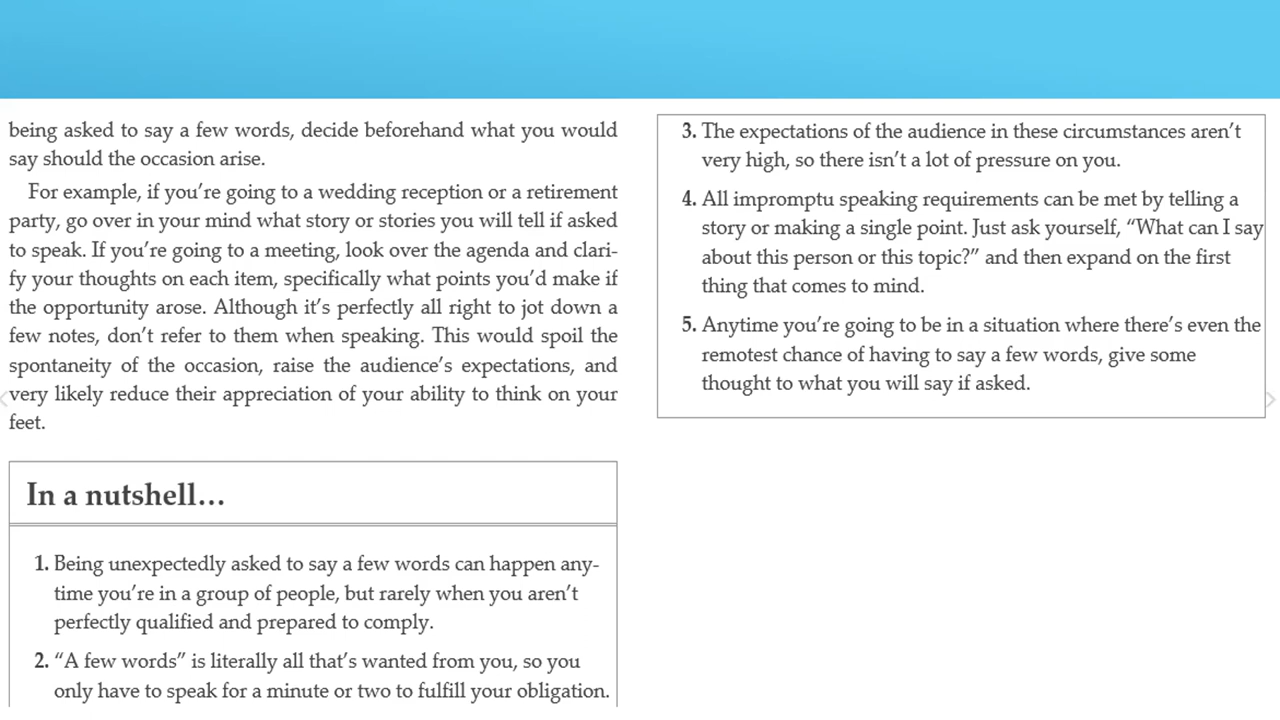 being asked to say a few words, decide beforehand what you would
say should the occasion arise.
For example, if you’re going to a wedding reception or a retirement
party, go over in your mind what story or stories you will tell if asked
to speak. If you’re going to a meeting, look over the agenda and clari-
fy your thoughts on each item, specifically what points you’d make if
the opportunity arose. Although it’s perfectly all right to jot down a
few notes, don’t refer to them when speaking. This would spoil the
spontaneity of the occasion, raise the audience’s expectations, and
very likely reduce their appreciation of your ability to think on your
feet.
In a nutshell…
1. Being unexpectedly asked to say a few words can happen any-
time you’re in a group of people, but rarely when you aren’t
perfectly qualified and prepared to comply.
2. “A few words” is literally all that’s wanted from you, so you
only have to speak for a minute or two to fulfill your obligation.
3. The expectations of the audience in these circumstances aren’t
very high, so there isn’t a lot of pressure on you.
4. All impromptu speaking requirements can be met by telling a
story or making a single point. Just ask yourself, “What can I say
about this person or this topic?” and then expand on the first
thing that comes to mind.
5. Anytime you’re going to be in a situation where there’s even the
remotest chance of having to say a few words, give some
thought to what you will say if asked.